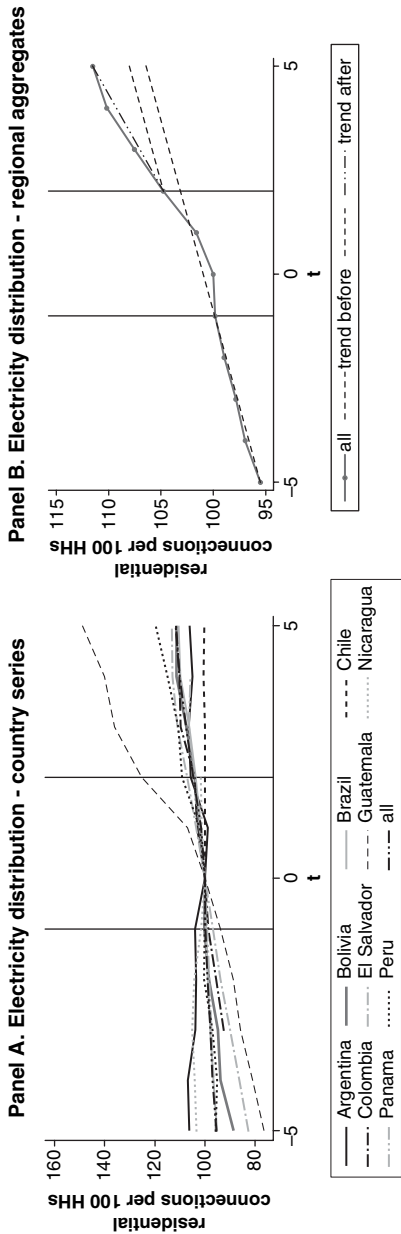 Panel A. Electricity distribution - country series
residential
connections per 100 HHs
160
140
120
100
80
–5
0
5
t
Argentina
Bolivia
Brazil
Chile
Colombia
El Salvador
Guatemala
Nicaragua
Panama
Peru
all
Panel B. Electricity distribution - regional aggregates
residential
connections per 100 HHs
115
110
105
100
95
–5
0
5
t
all
trend before
trend after